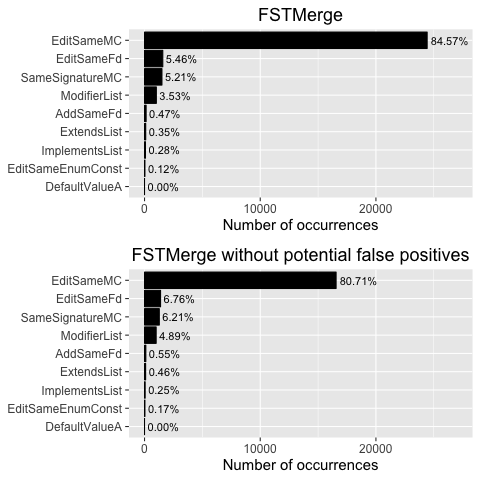 FSTMerge
EditSameMC 84.57%
EditSameFd 5.46%
SameSignatureMC 5.21%
ModifierList 3.53%
AddSameFd 0.47%
ExtendsList 0.35%
ImplementsList 0.28%
EditSameEnumConst 0.12%
DefaultValueA 0.00%
0 10000 20000
Number of occurrences
FSTMerge without potential false positives
EditSameMC 80.71%
EditSameFd 6.76%
SameSignatureMC 6.21%
ModifierList 4.89%
AddSameFd 0.55%
ExtendsList 0.46%
ImplementsList 0.25%
EditSameEnumConst 0.17%
DefaultValueA 0.00%
0 10000 20000
Number of occurrences